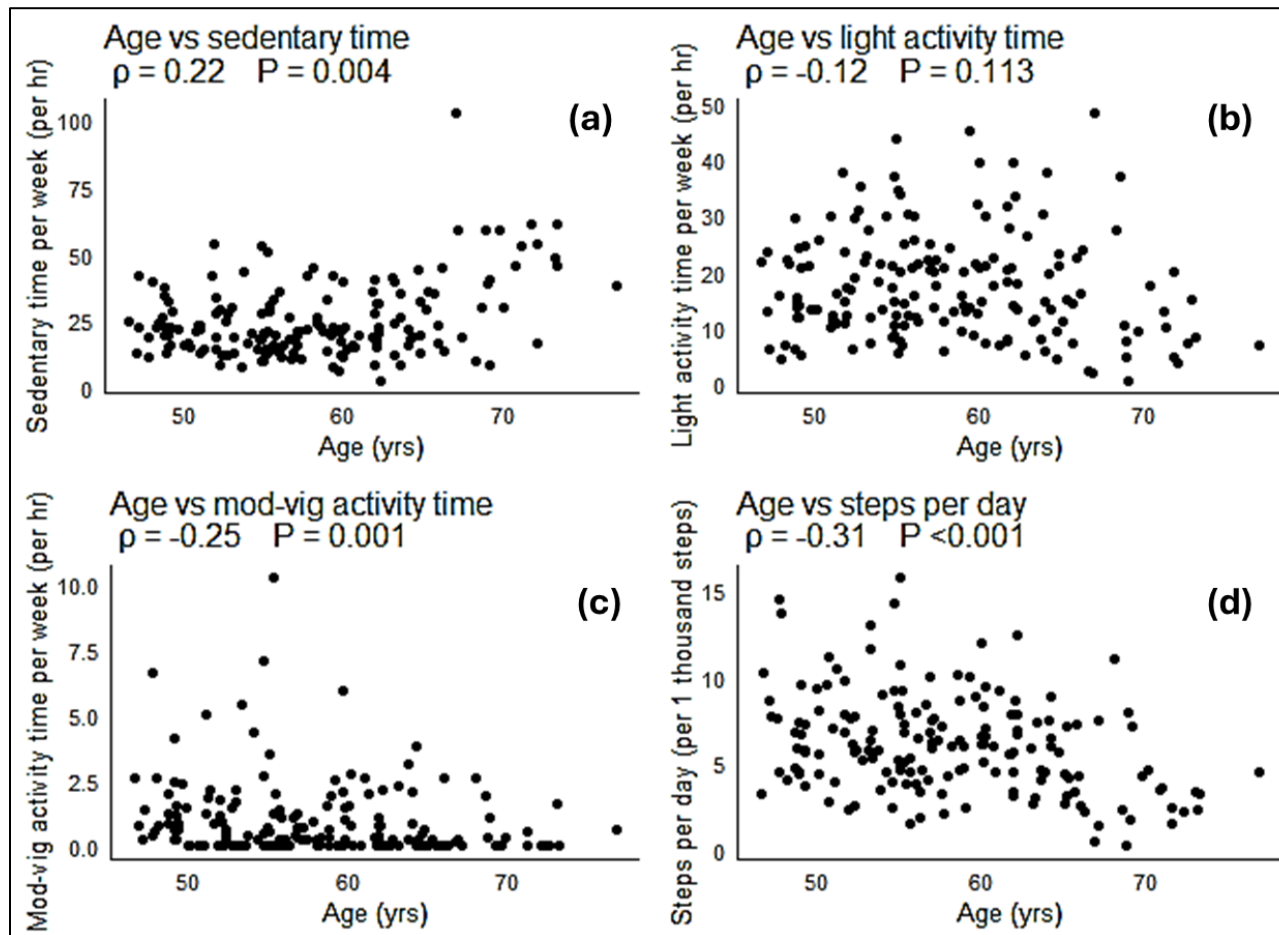 Age vs sedentary time
ρ = 0.22 P = 0.004
(a)
Sedentary time per week (per hr)
100
75
50
25
0
50 60 70
Age (yrs)
Age vs light activity time
ρ = -0.12 P = 0.113
(b)
Light activity time per week (per hr)
50
40
30
20
10
0
50 60 70
Age (yrs)
Age vs mod-vig activity time
ρ = -0.25 P = 0.001
(c)
Mod-vig activity time per week (per hr)
10.0
7.5
5.0
2.5
0.0
50 60 70
Age (yrs)
Age vs steps per day
ρ = -0.31 P <0.001
(d)
Steps per day (per 1 thousand steps)
15
10
5
0
50 60 70
Age (yrs)